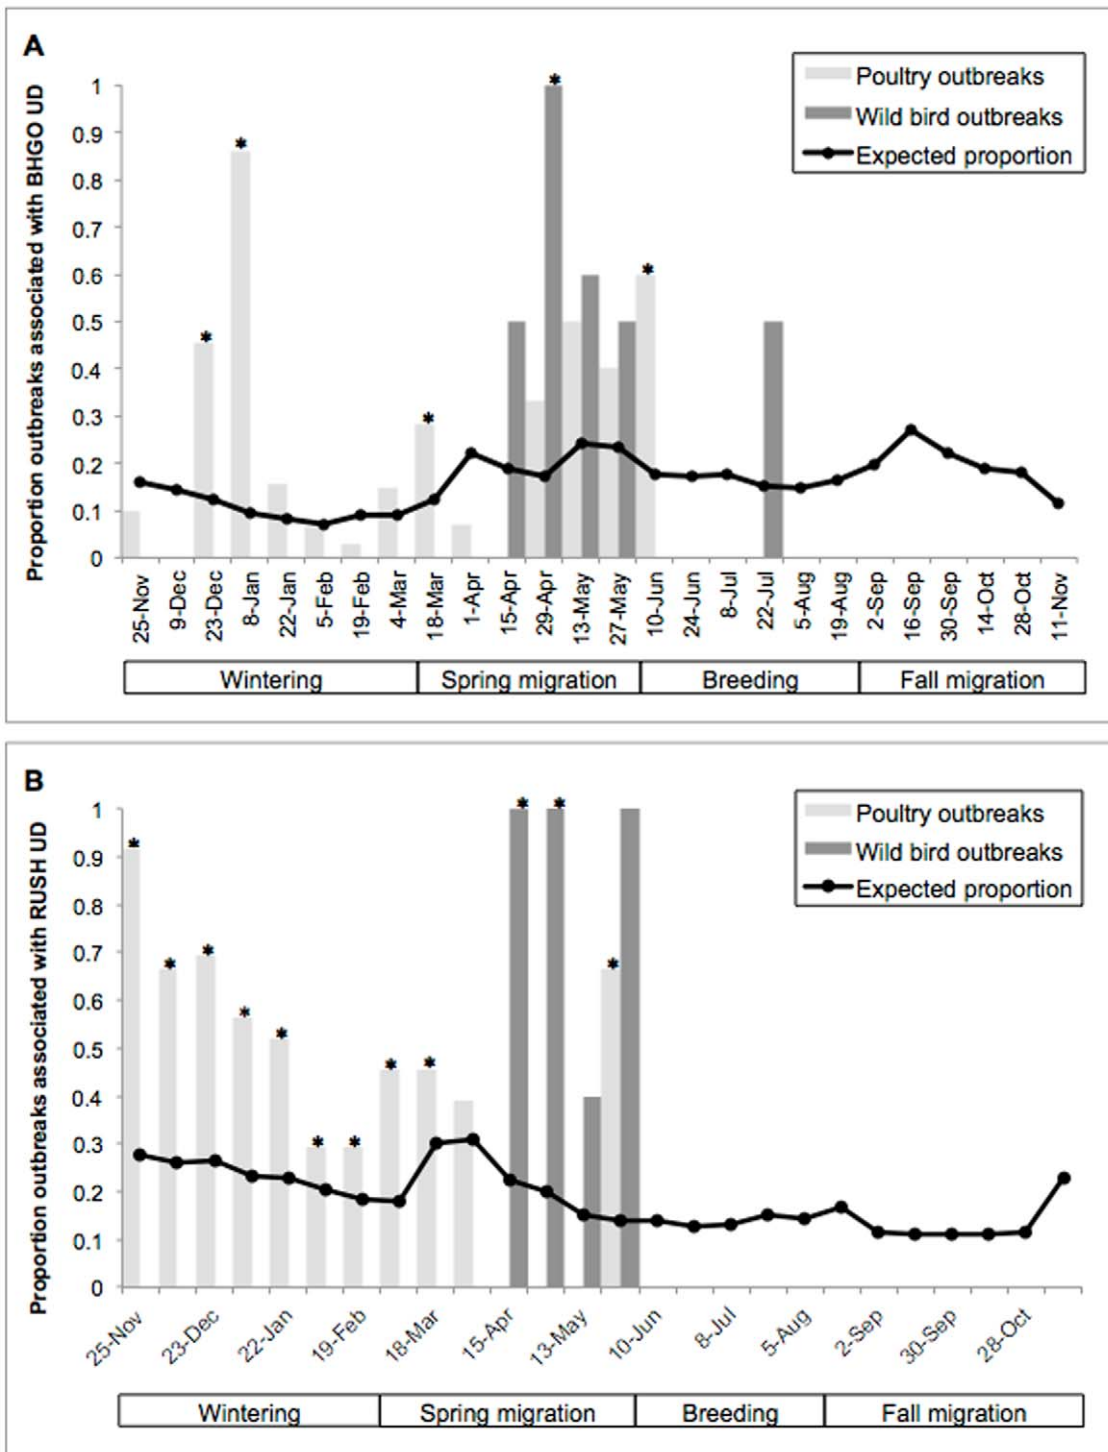 A
Proportion outbreaks associated with BHGO UD
Poultry outbreaks
Wild bird outbreaks
Expected proportion
1
0.9
0.8
0.7
0.6
0.5
0.4
0.3
0.2
0.1
0
* * * * * *
25-Nov 9-Dec 23-Dec 8-Jan 22-Jan 5-Feb 19-Feb 4-Mar 18-Mar 1-Apr 15-Apr 29-Apr 13-May 27-May 10-Jun 24-Jun 8-Jul 22-Jul 5-Aug 19-Aug 2-Sep 16-Sep 30-Sep 14-Oct 28-Oct 11-Nov
Wintering Spring migration Breeding Fall migration
B
Proportion outbreaks associated with RUSH UD
Poultry outbreaks
Wild bird outbreaks
Expected proportion
1
0.9
0.8
0.7
0.6
0.5
0.4
0.3
0.2
0.1
0
* * * * * * * * * * * *
25-Nov 23-Dec 22-Jan 19-Feb 18-Mar 15-Apr 13-May 10-Jun 8-Jul 5-Aug 2-Sep 30-Sep 28-Oct
Wintering Spring migration Breeding Fall migration